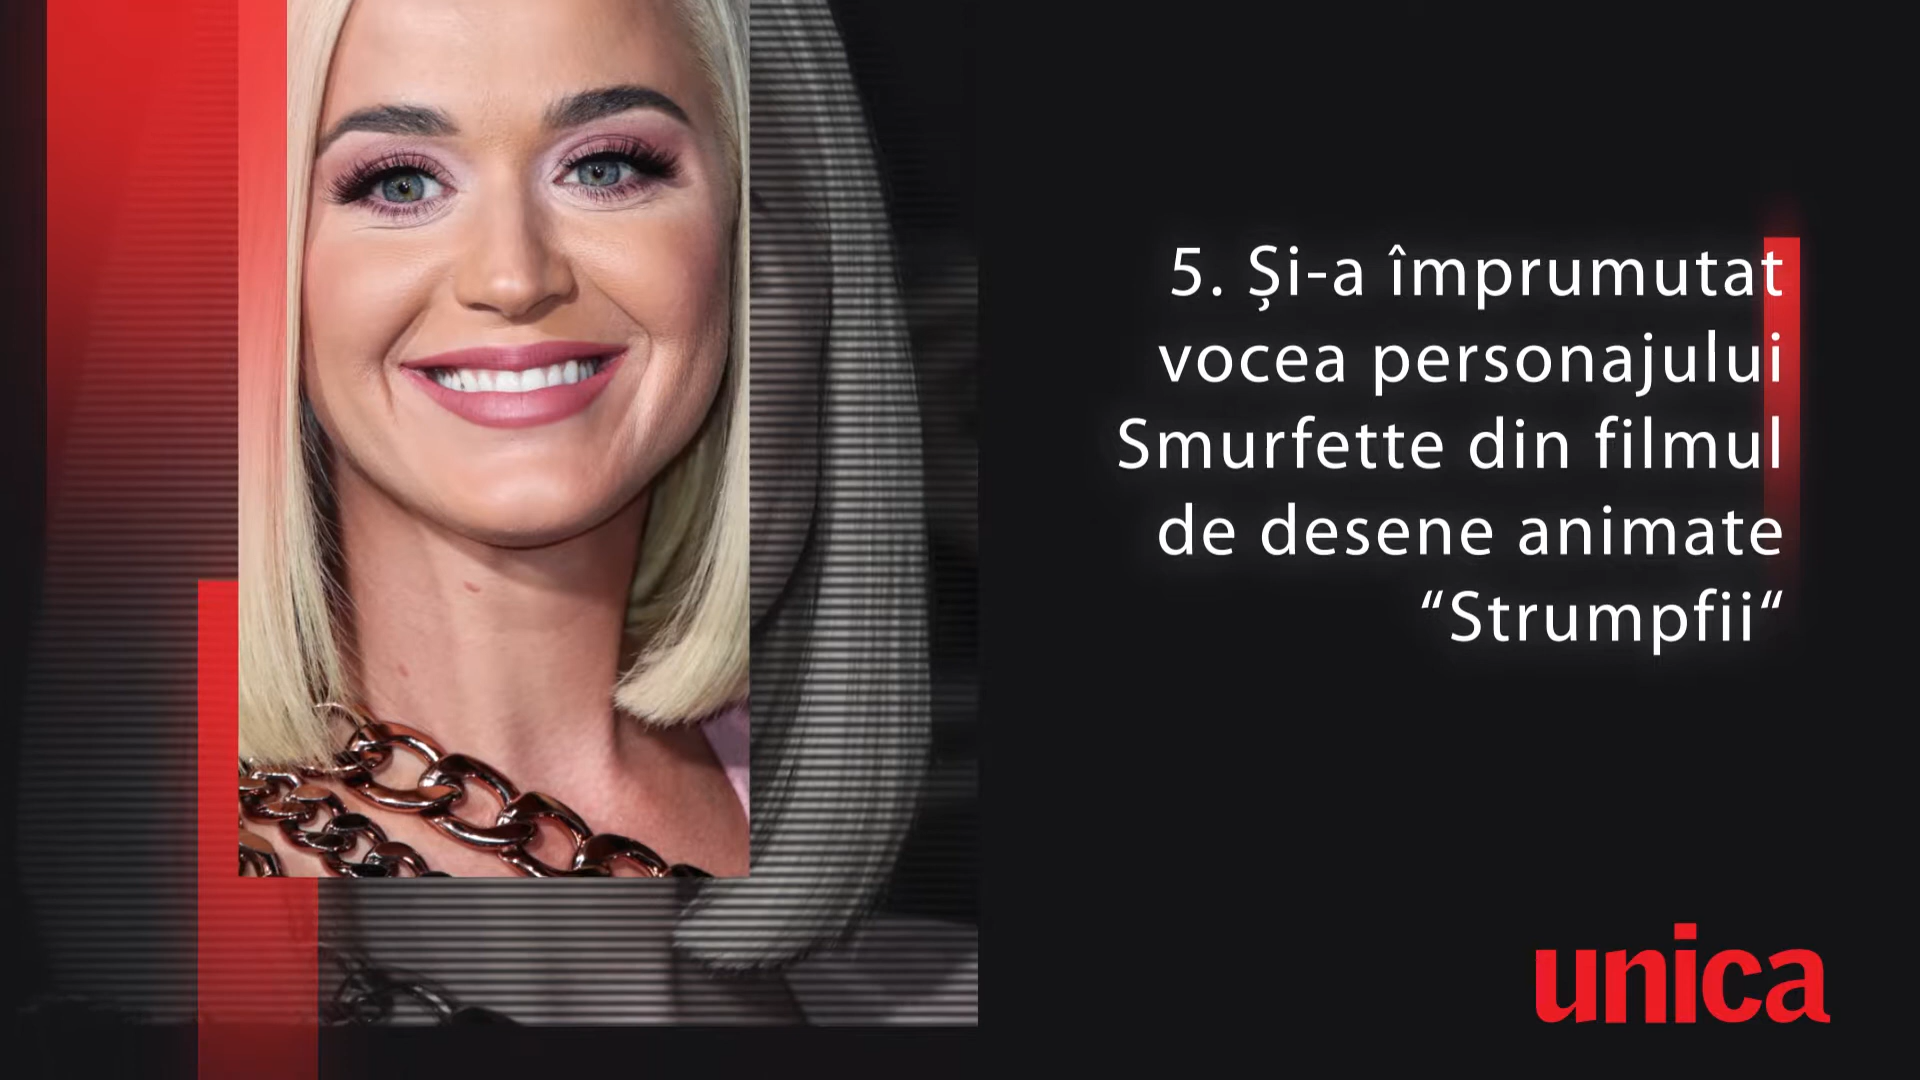 5. Și-a împrumutat
vocea personajului
Smurfette din filmul
de desene animate
“Strumpfii“
unica